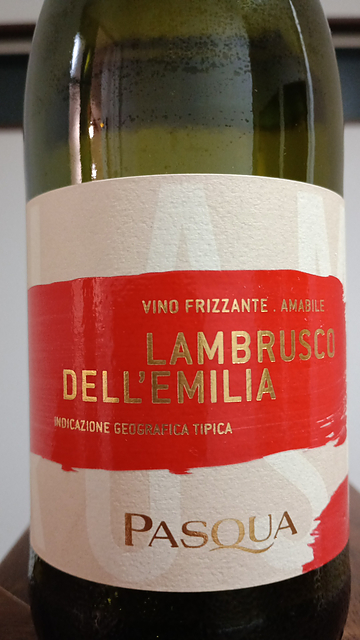 VINO FRIZZANTE . AMABILE
LAMBRUSCO
DELL'EMILIA
INDICAZIONE GEOGRAFICA TIPICA
PASQUA